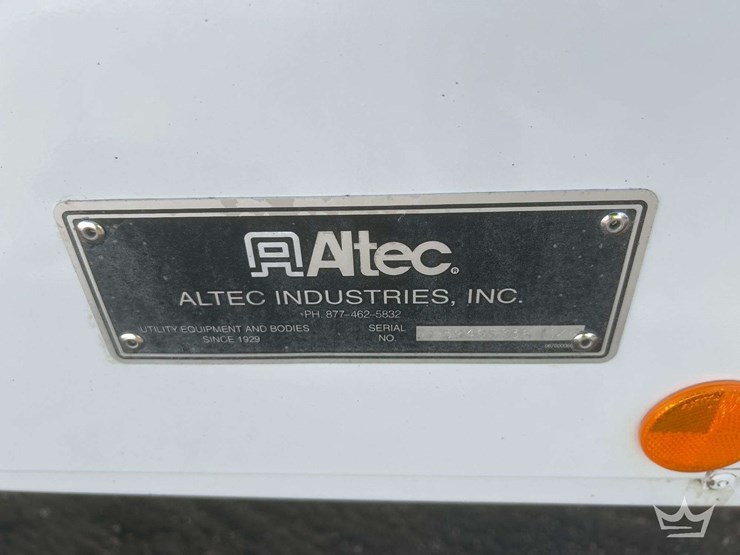 Altec®
ALTEC INDUSTRIES, INC.
PH. 877-462-5832
UTILITY EQUIPMENT AND BODIES
SINCE 1929
SERIAL
NO.